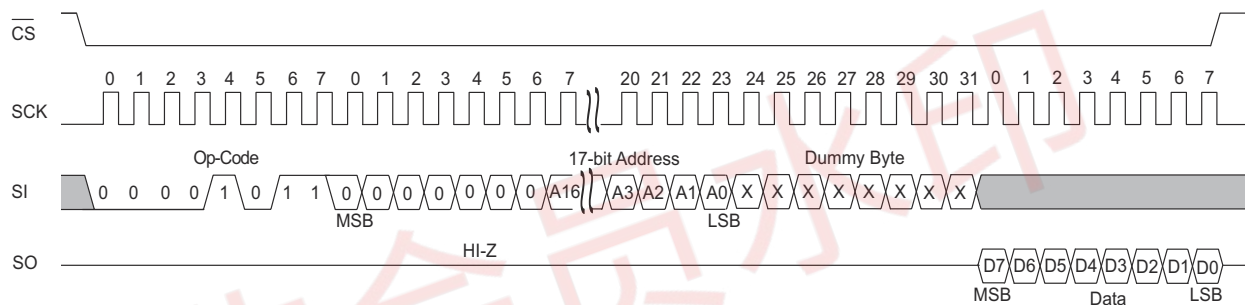 CS
0 1 2 3 4 5 6 7 0 1 2 3 4 5 6 7 20 21 22 23 24 25 26 27 28 29 30 31 0 1 2 3 4 5 6 7
SCK
Op-Code 17-bit Address Dummy Byte
SI 0 0 0 0 1 0 1 1 0 0 0 0 0 0 0 A16 A3 A2 A1 A0 X X X X X X X X
MSB LSB
HI-Z
SO D7 D6 D5 D4 D3 D2 D1 D0
MSB Data LSB
会员水印